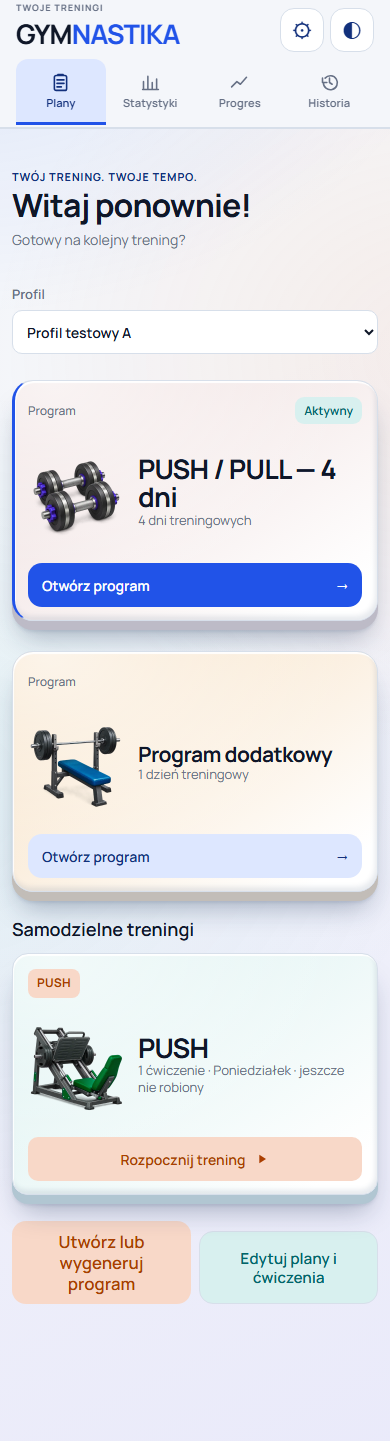 TWOJE TRENINGI
GYMNASTIKA
Plany
Statystyki
Progres
Historia
TWÓJ TRENING. TWOJE TEMPO.
Witaj ponownie!
Gotowy na kolejny trening?
Profil
Profil testowy A
Program
Aktywny
PUSH / PULL — 4
dni
4 dni treningowych
Otwórz program →
Program
Program dodatkowy
1 dzień treningowy
Otwórz program →
Samodzielne treningi
PUSH
PUSH
1 ćwiczenie · Poniedziałek · jeszcze
nie robiony
Rozpocznij trening
Utwórz lub
wygeneruj
program
Edytuj plany i
ćwiczenia